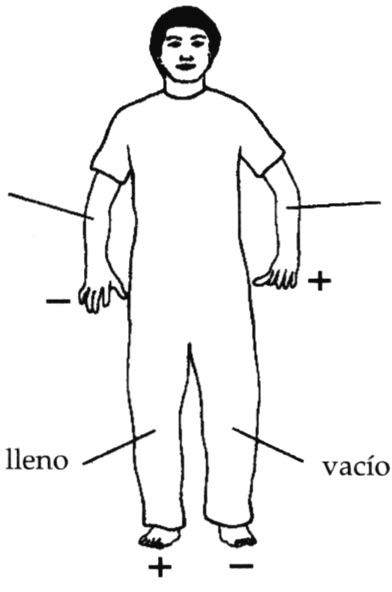 − +
lleno vacío
+ −